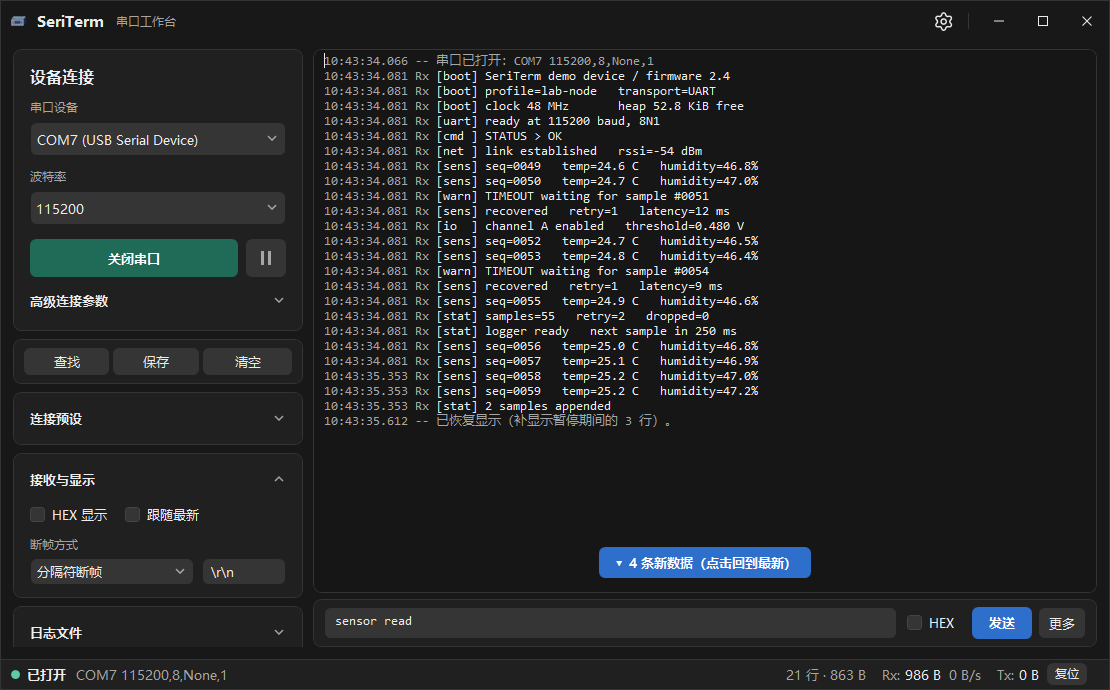 SeriTerm 串口工作台
设备连接
串口设备
COM7 (USB Serial Device)
波特率
115200
关闭串口
高级连接参数
查找 保存 清空
连接预设
接收与显示
HEX 显示 跟随最新
断帧方式
分隔符断帧 \r\n
日志文件
10:43:34.066 -- 串口已打开: COM7 115200,8,None,1
10:43:34.081 Rx [boot] SeriTerm demo device / firmware 2.4
10:43:34.081 Rx [boot] profile=lab-node   transport=UART
10:43:34.081 Rx [boot] clock 48 MHz       heap 52.8 KiB free
10:43:34.081 Rx [uart] ready at 115200 baud, 8N1
10:43:34.081 Rx [cmd ] STATUS > OK
10:43:34.081 Rx [net ] link established   rssi=-54 dBm
10:43:34.081 Rx [sens] seq=0049   temp=24.6 C   humidity=46.8%
10:43:34.081 Rx [sens] seq=0050   temp=24.7 C   humidity=47.0%
10:43:34.081 Rx [warn] TIMEOUT waiting for sample #0051
10:43:34.081 Rx [sens] recovered   retry=1   latency=12 ms
10:43:34.081 Rx [io  ] channel A enabled   threshold=0.480 V
10:43:34.081 Rx [sens] seq=0052   temp=24.7 C   humidity=46.5%
10:43:34.081 Rx [sens] seq=0053   temp=24.8 C   humidity=46.4%
10:43:34.081 Rx [warn] TIMEOUT waiting for sample #0054
10:43:34.081 Rx [sens] recovered   retry=1   latency=9 ms
10:43:34.081 Rx [sens] seq=0055   temp=24.9 C   humidity=46.6%
10:43:34.081 Rx [stat] samples=55   retry=2   dropped=0
10:43:34.081 Rx [stat] logger ready   next sample in 250 ms
10:43:34.081 Rx [sens] seq=0056   temp=25.0 C   humidity=46.8%
10:43:34.081 Rx [sens] seq=0057   temp=25.1 C   humidity=46.9%
10:43:35.353 Rx [sens] seq=0058   temp=25.2 C   humidity=47.0%
10:43:35.353 Rx [sens] seq=0059   temp=25.2 C   humidity=47.2%
10:43:35.353 Rx [stat] 2 samples appended
10:43:35.612 -- 已恢复显示（补显示暂停期间的 3 行）。
▼ 4 条新数据（点击回到最新）
sensor read HEX 发送 更多
已打开 COM7 115200,8,None,1 21 行 · 863 B Rx: 986 B 0 B/s Tx: 0 B 复位